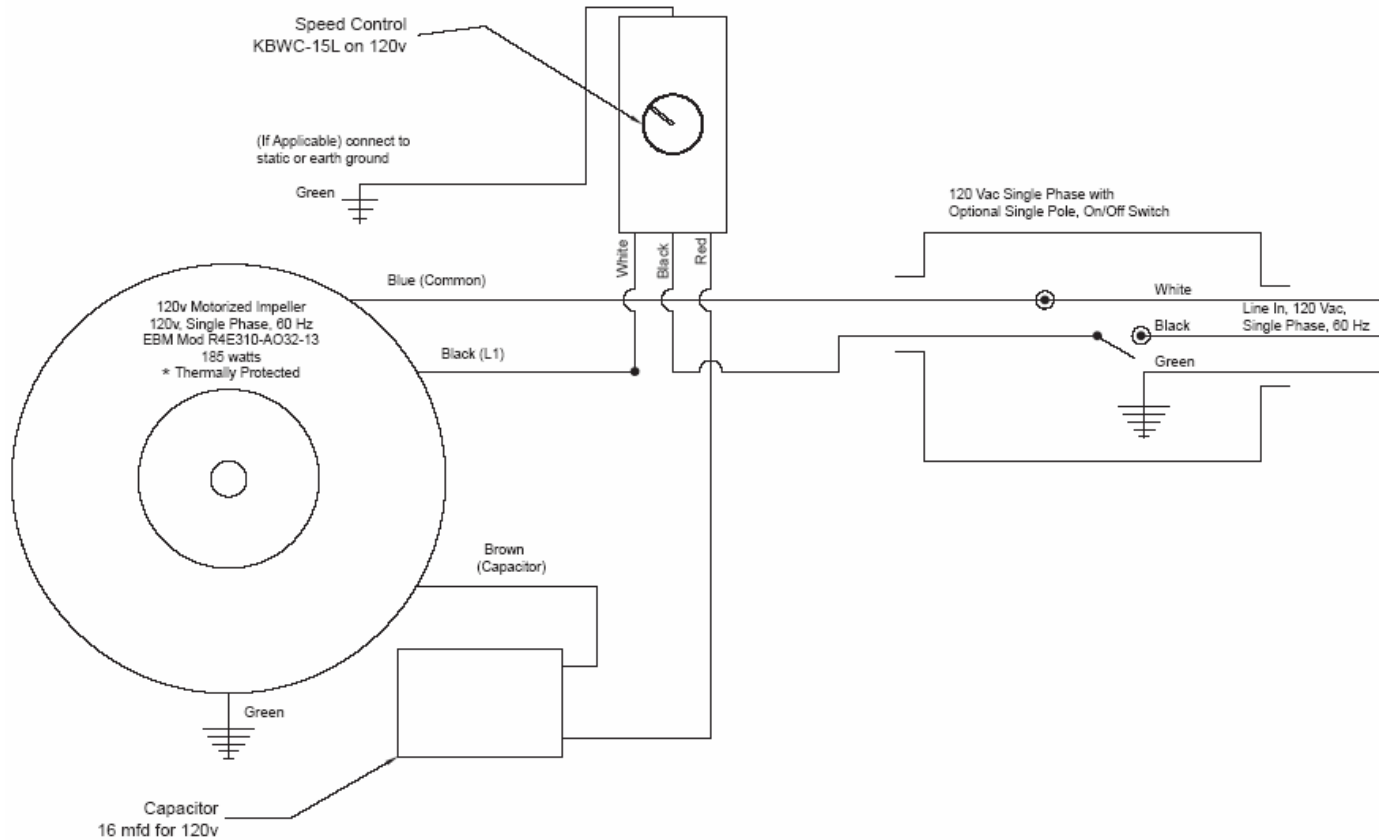 Speed Control
KBWC-15L on 120v
(If Applicable) connect to
static or earth ground
Green
White
Black
Red
120 Vac Single Phase with
Optional Single Pole, On/Off Switch
Blue (Common)
White
Line In, 120 Vac,
Single Phase, 60 Hz
Black
Green
120v Motorized Impeller
120v, Single Phase, 60 Hz
EBM Mod R4E310-AO32-13
185 watts
* Thermally Protected
Black (L1)
Brown
(Capacitor)
Green
Capacitor
16 mfd for 120v